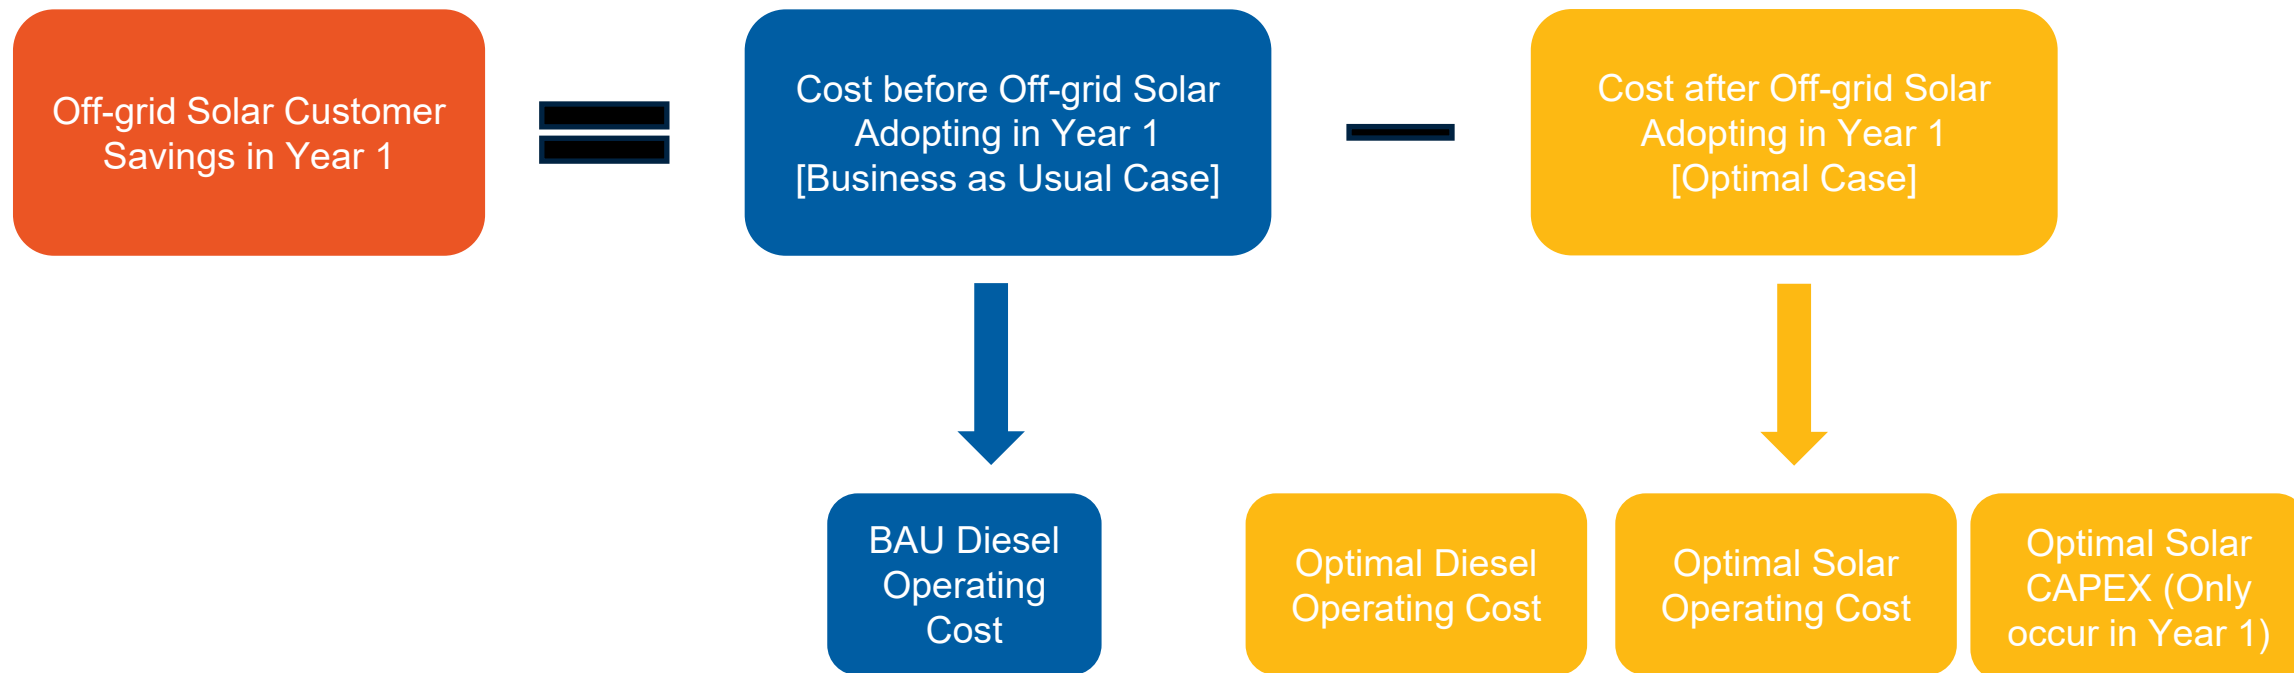 Off-grid Solar Customer
Savings in Year 1
Cost before Off-grid Solar
Adopting in Year 1
[Business as Usual Case]
Cost after Off-grid Solar
Adopting in Year 1
[Optimal Case]
BAU Diesel
Operating
Cost
Optimal Diesel
Operating Cost
Optimal Solar
Operating Cost
Optimal Solar
CAPEX (Only
occur in Year 1)